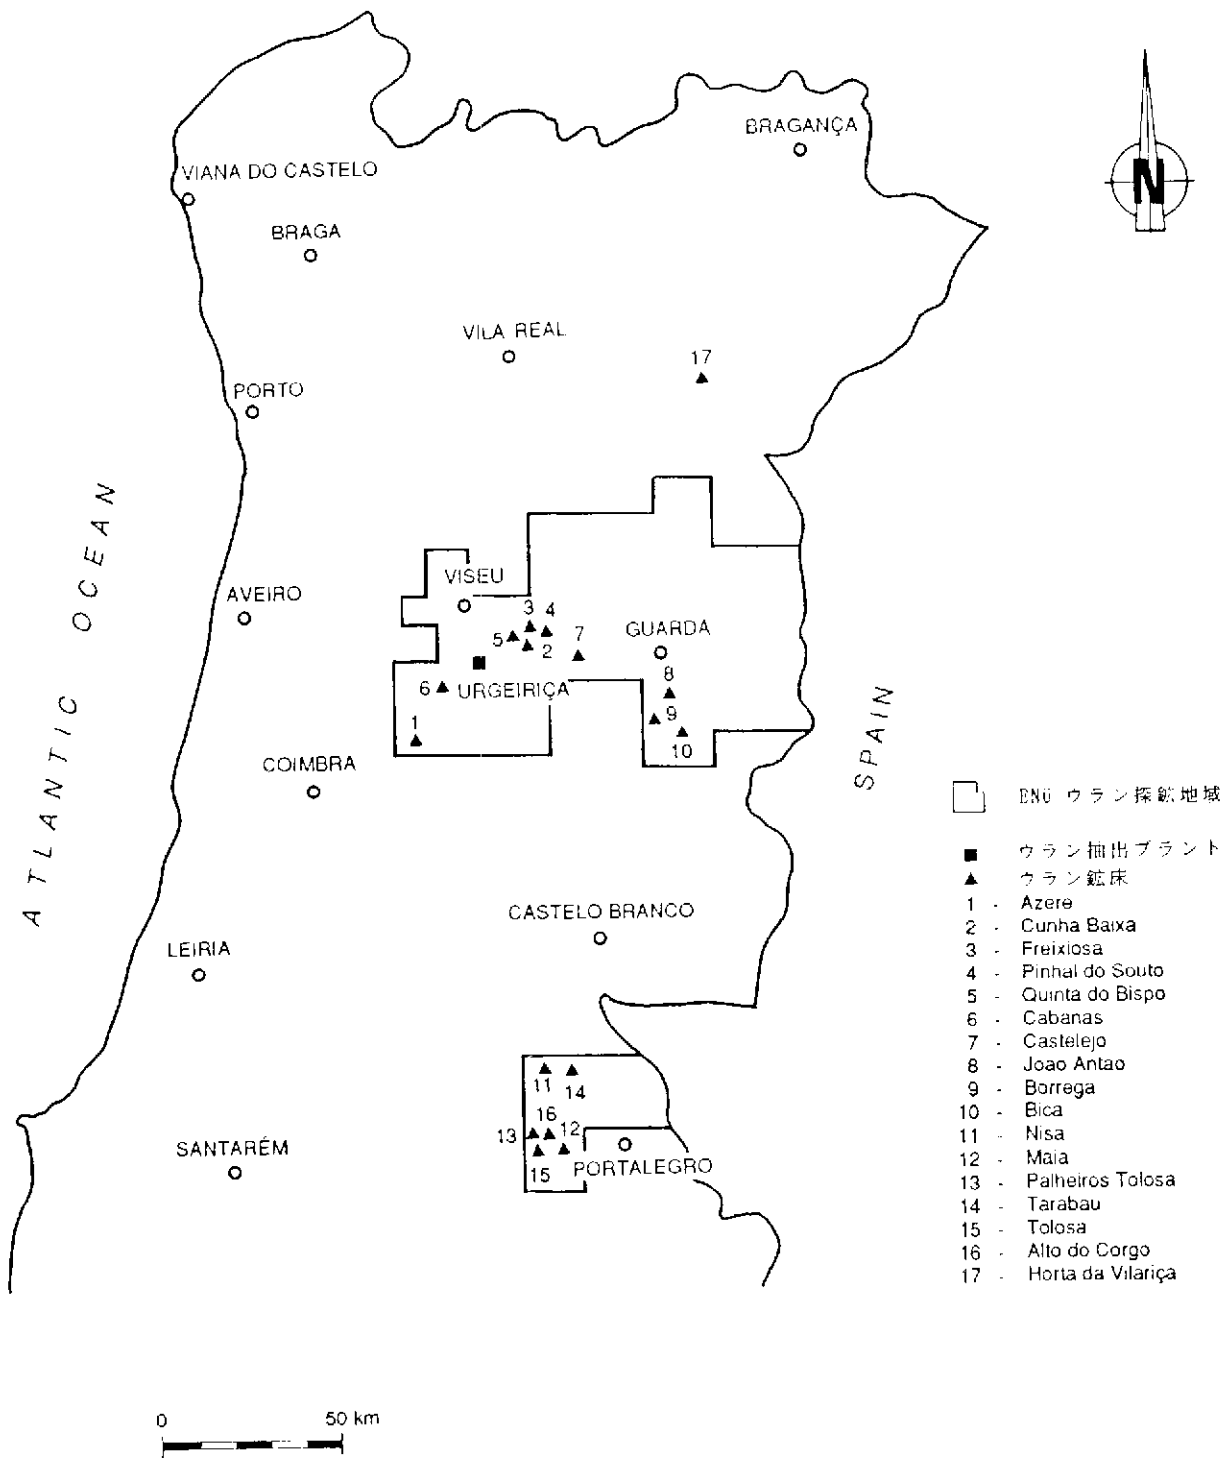 BRAGANÇA
N
VIANA DO CASTELO
BRAGA
VILA REAL
17
PORTO
ATLANTIC OCEAN
VISEU
AVEIRO
3
4
5
2
7
GUARDA
8
6
URGEIRIÇA
9
1
10
SPAIN
COIMBRA
CASTELO BRANCO
LEIRIA
11
14
16
13
12
SANTARÉM
15
PORTALEGRO
ENU ウラン探鉱地域
ウラン抽出プラント
ウラン鉱床
1 - Azere
2 - Cunha Baixa
3 - Freixiosa
4 - Pinhal do Souto
5 - Quinta do Bispo
6 - Cabanas
7 - Castelejo
8 - Joao Antao
9 - Borrega
10 - Bica
11 - Nisa
12 - Maia
13 - Palheiros Tolosa
14 - Tarabau
15 - Tolosa
16 - Alto do Corgo
17 - Horta da Vilariça
0 50 km